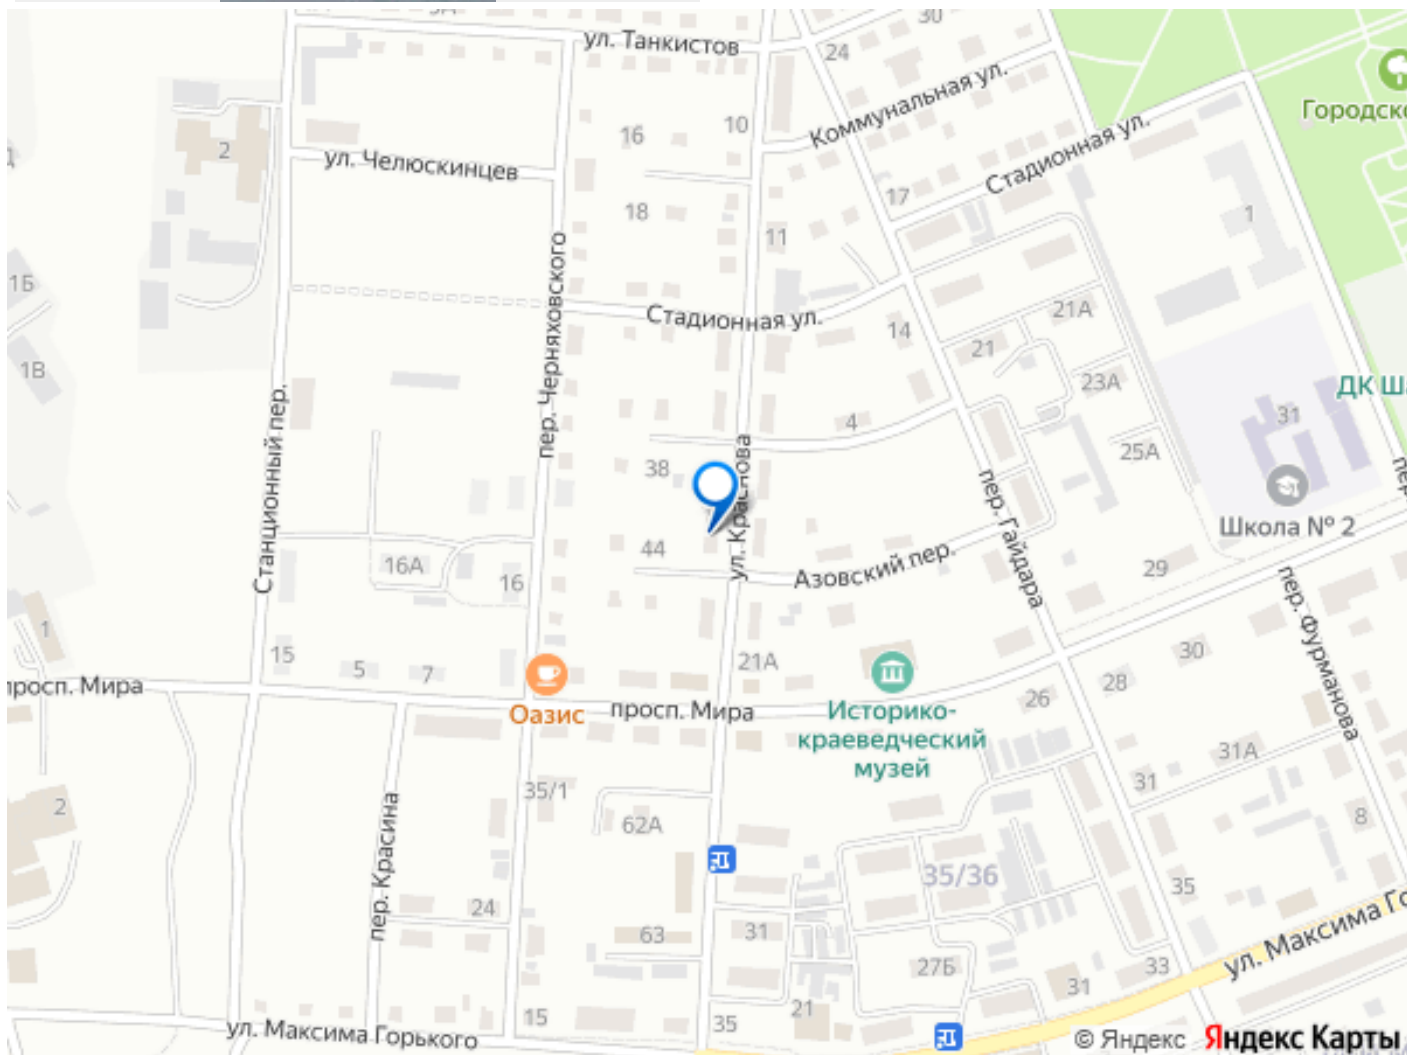 30
ул. Танкистов
24
Коммунальная ул.
Городск
10
16
Стадионная ул.
2
ул. Челюскинцев
17
18
1
11
пер. Черняховского
1Б
Стадионная ул.
21А
14
21
1В
23А
ДК Ш
Станционный пер.
4
31
ул. Краснова
25А
38
пер. Гайдара
Школа № 2
44
Азовский пер.
16А
16
29
пер. Фурманова
1
15
5
7
21А
30
просп. Мира
28
26
Оазис
просп. Мира
Историко-
краеведческий
музей
31А
31
35/1
2
62А
8
пер. Красина
35/36
35
24
63
31
ул. Максима Го
27Б
33
31
15
35
21
ул. Максима Горького
© Яндекс Яндекс Карты